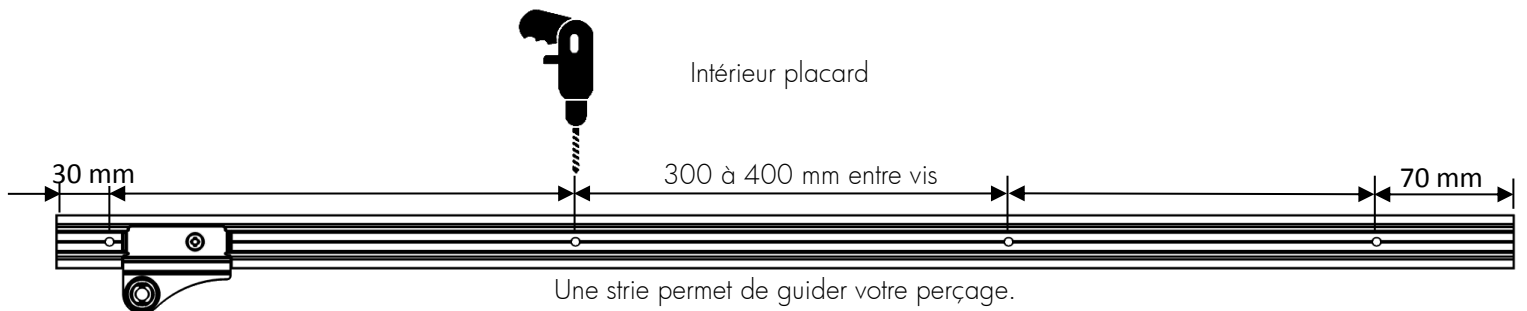 Intérieur placard
30 mm
300 à 400 mm entre vis
70 mm
Une strie permet de guider votre perçage.